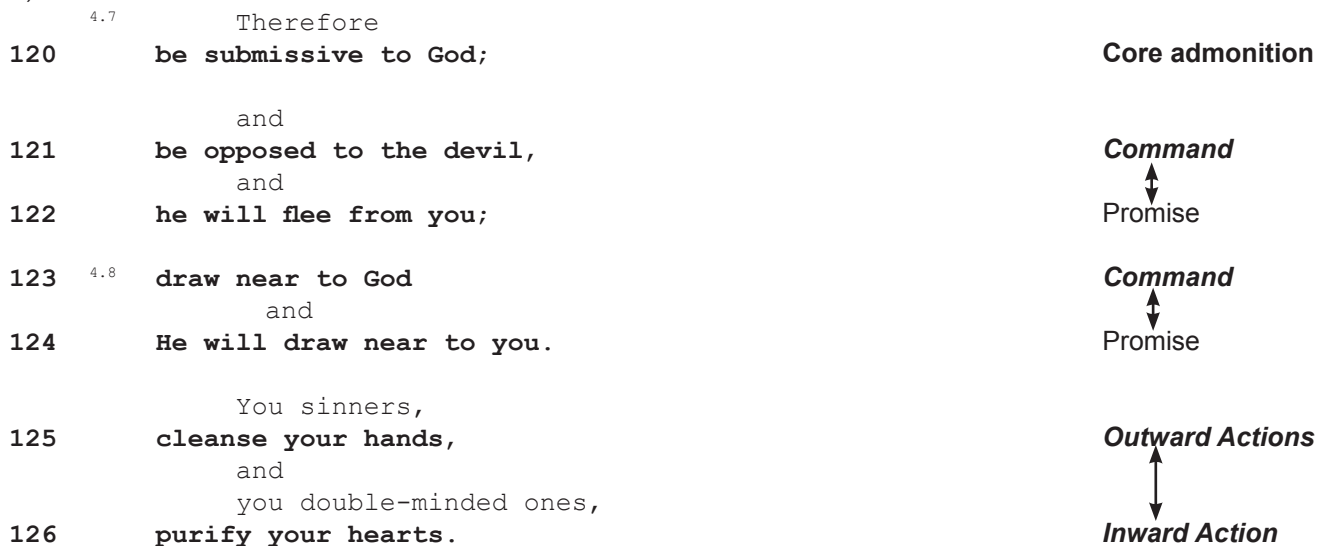 4.7 Therefore
120 be submissive to God; Core admonition
and
121 be opposed to the devil, Command
and
122 he will flee from you; Promise
123 4.8 draw near to God Command
and
124 He will draw near to you. Promise
You sinners,
125 cleanse your hands, Outward Actions
and
you double-minded ones,
126 purify your hearts. Inward Action